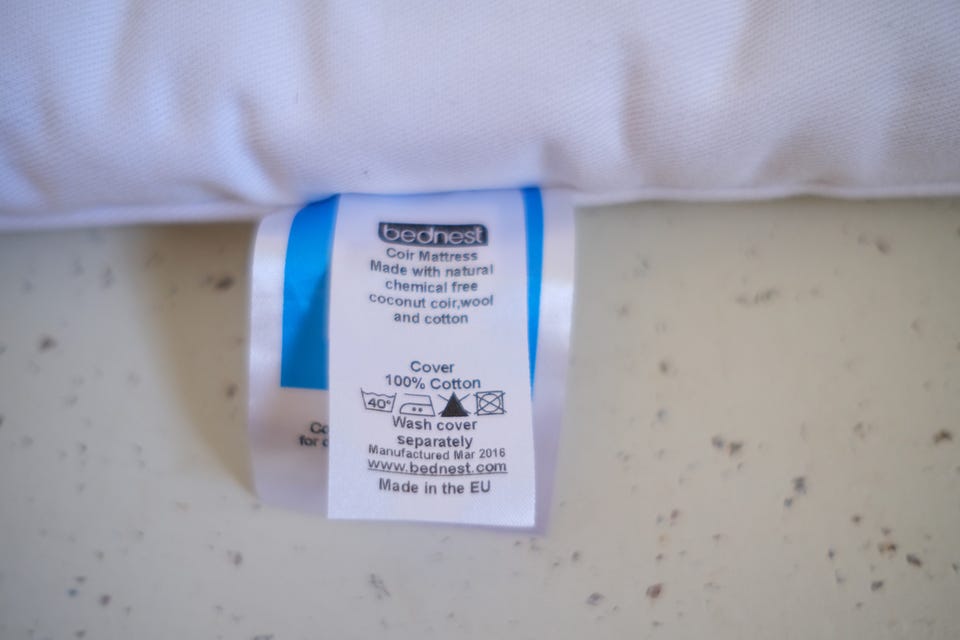 bednest
Coir Mattress
Made with natural
chemical free
coconut coir,wool
and cotton
Cover
100% Cotton
40°
Wash cover
separately
Manufactured Mar 2016
www.bednest.com
Made in the EU
for